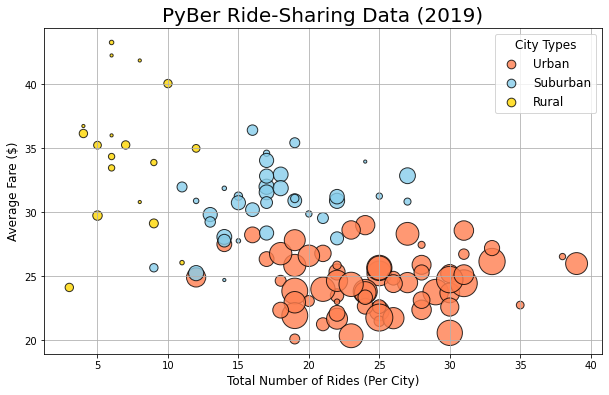 PyBer Ride-Sharing Data (2019)
City Types
Urban
Suburban
Rural
Average Fare ($)
40
35
30
25
20
5 10 15 20 25 30 35 40
Total Number of Rides (Per City)